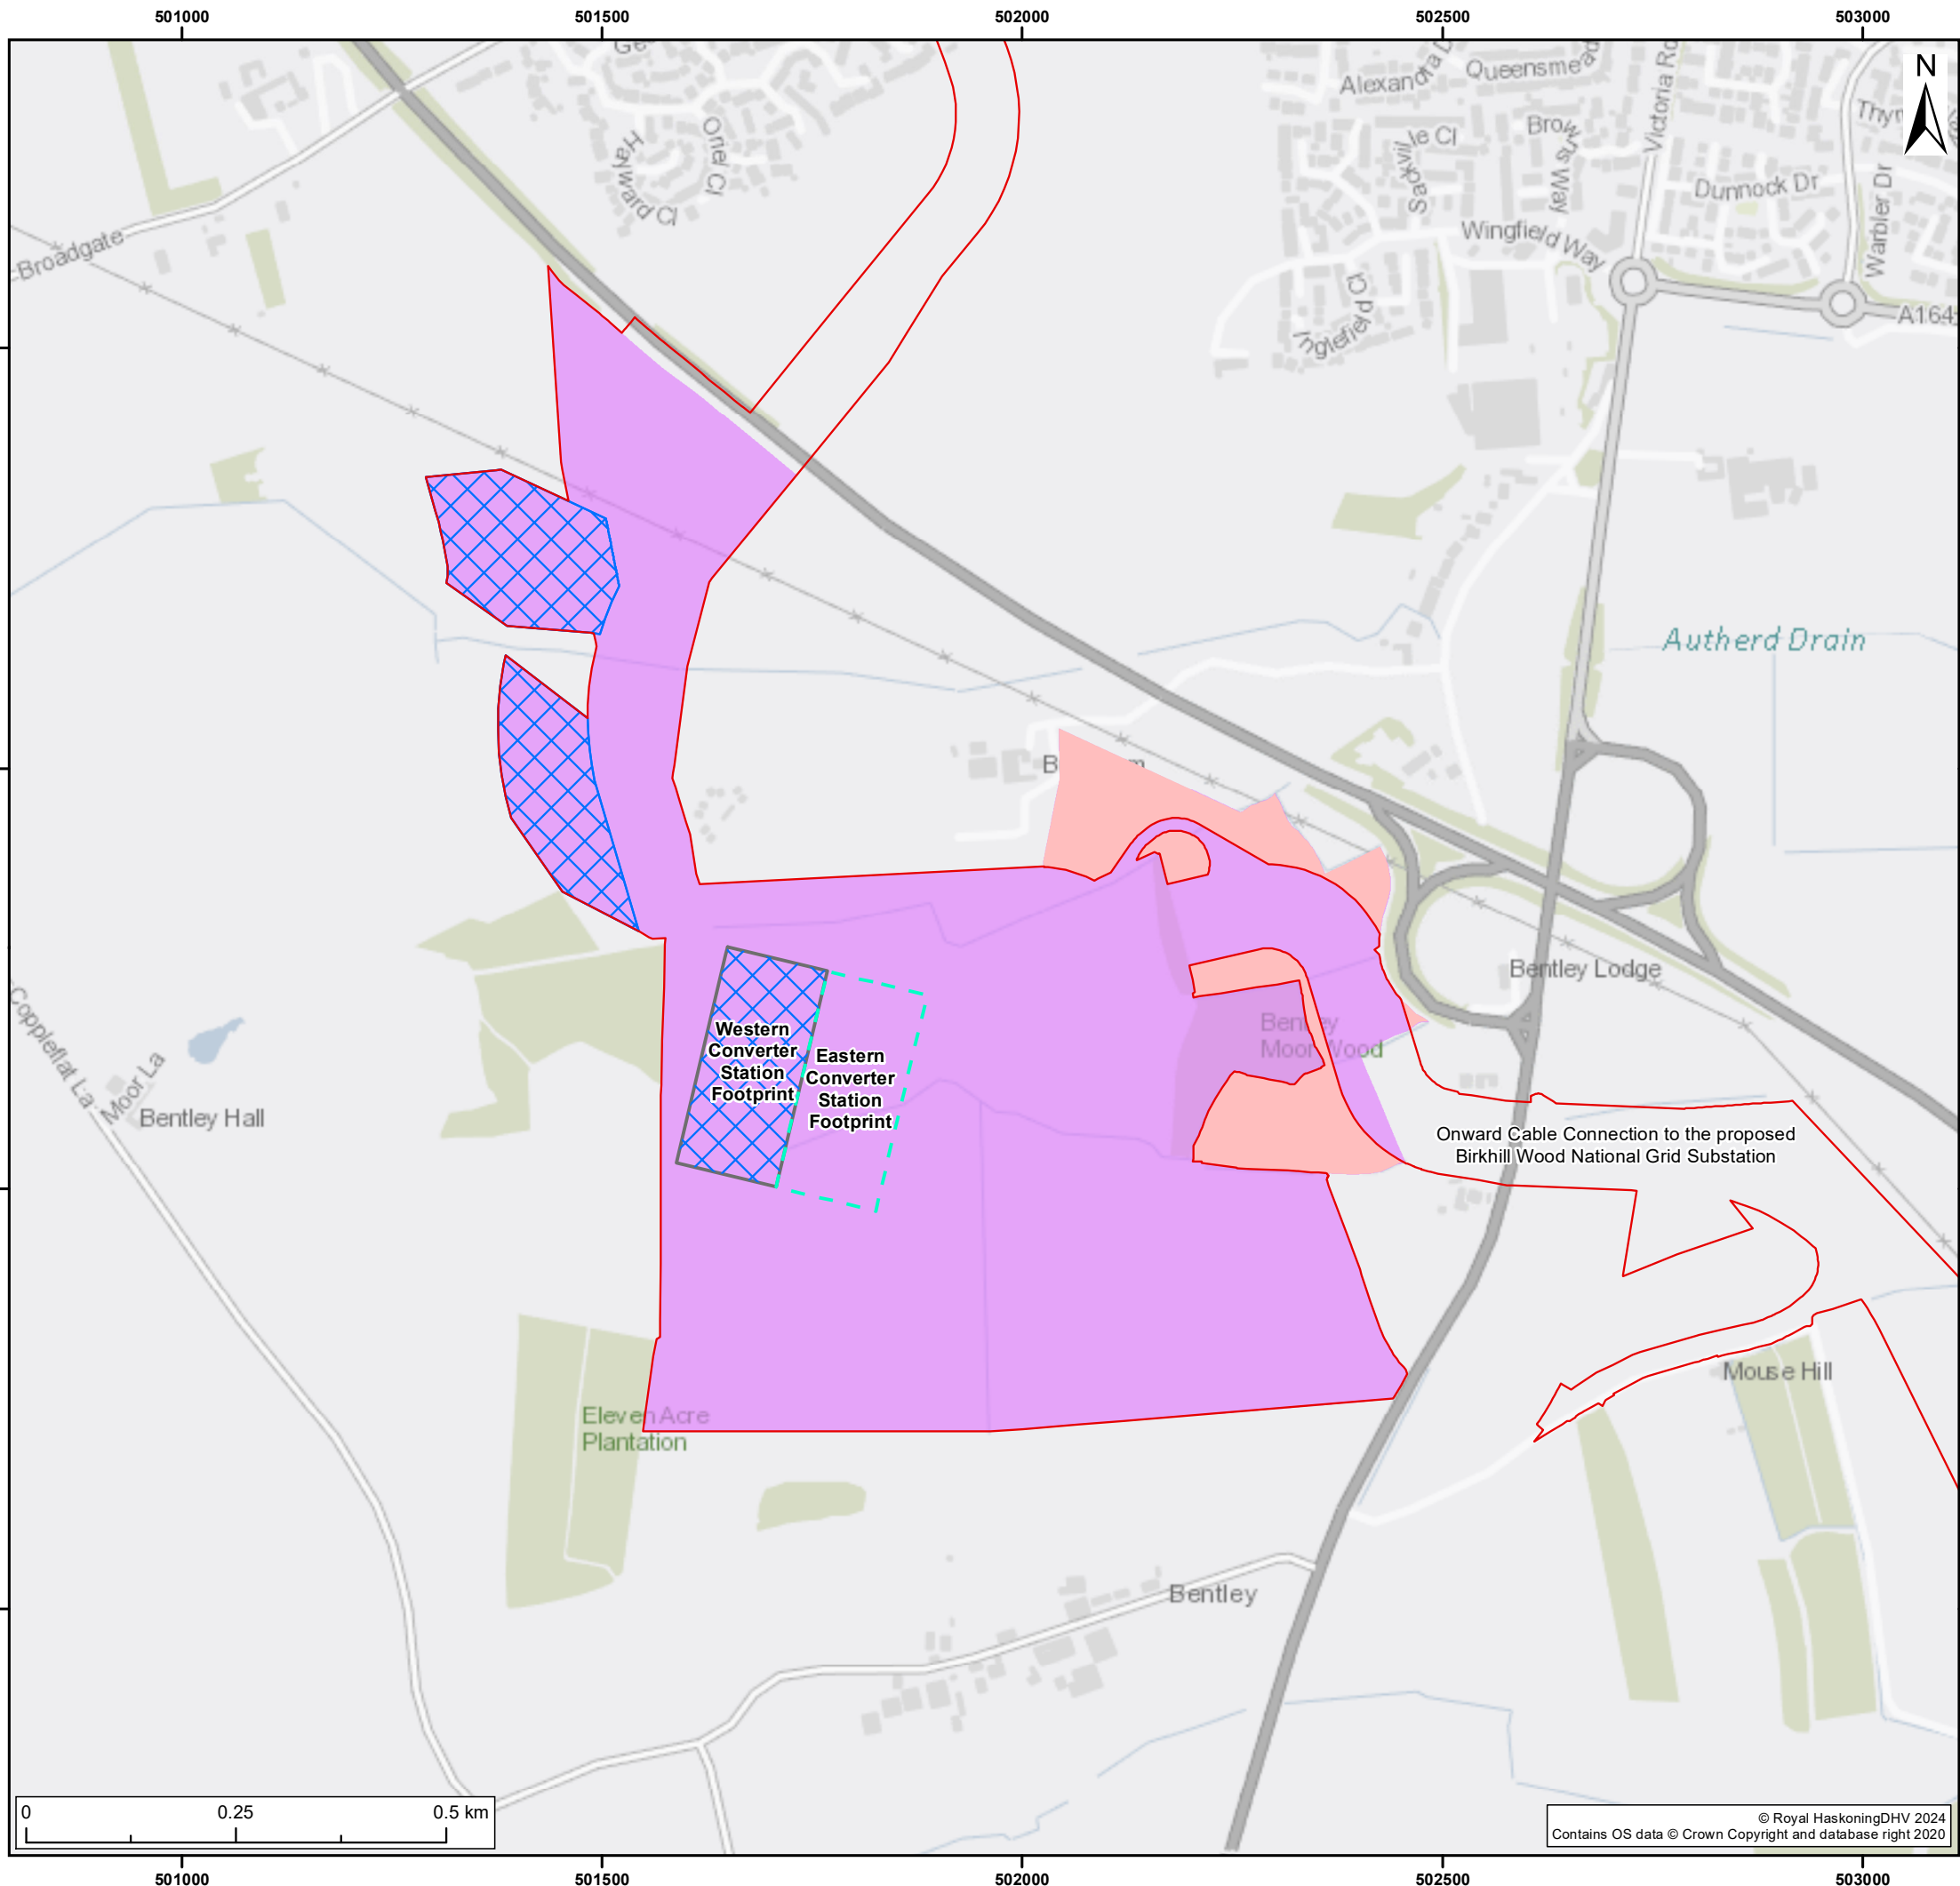 501000
501500
502000
502500
503000
N
Alexandra
Queensmead
Victoria Rd
Oriel Cl
Hayward Cl
Sackville Cl
Browns Way
Dunnock Dr
Warbler Dr
Wingfield Way
Broadgate
Inglefield Cl
A164
Autherd Drain
Bentley Lodge
Western
Converter
Station
Footprint
Eastern
Converter
Station
Footprint
Bentley
Moor Wood
Coppleflat La
Moor La
Bentley Hall
Onward Cable Connection to the proposed
Birkhill Wood National Grid Substation
Mouse Hill
Eleven Acre
Plantation
Bentley
0
0.25
0.5 km
© Royal HaskoningDHV 2024
Contains OS data © Crown Copyright and database right 2020
501000
501500
502000
502500
503000